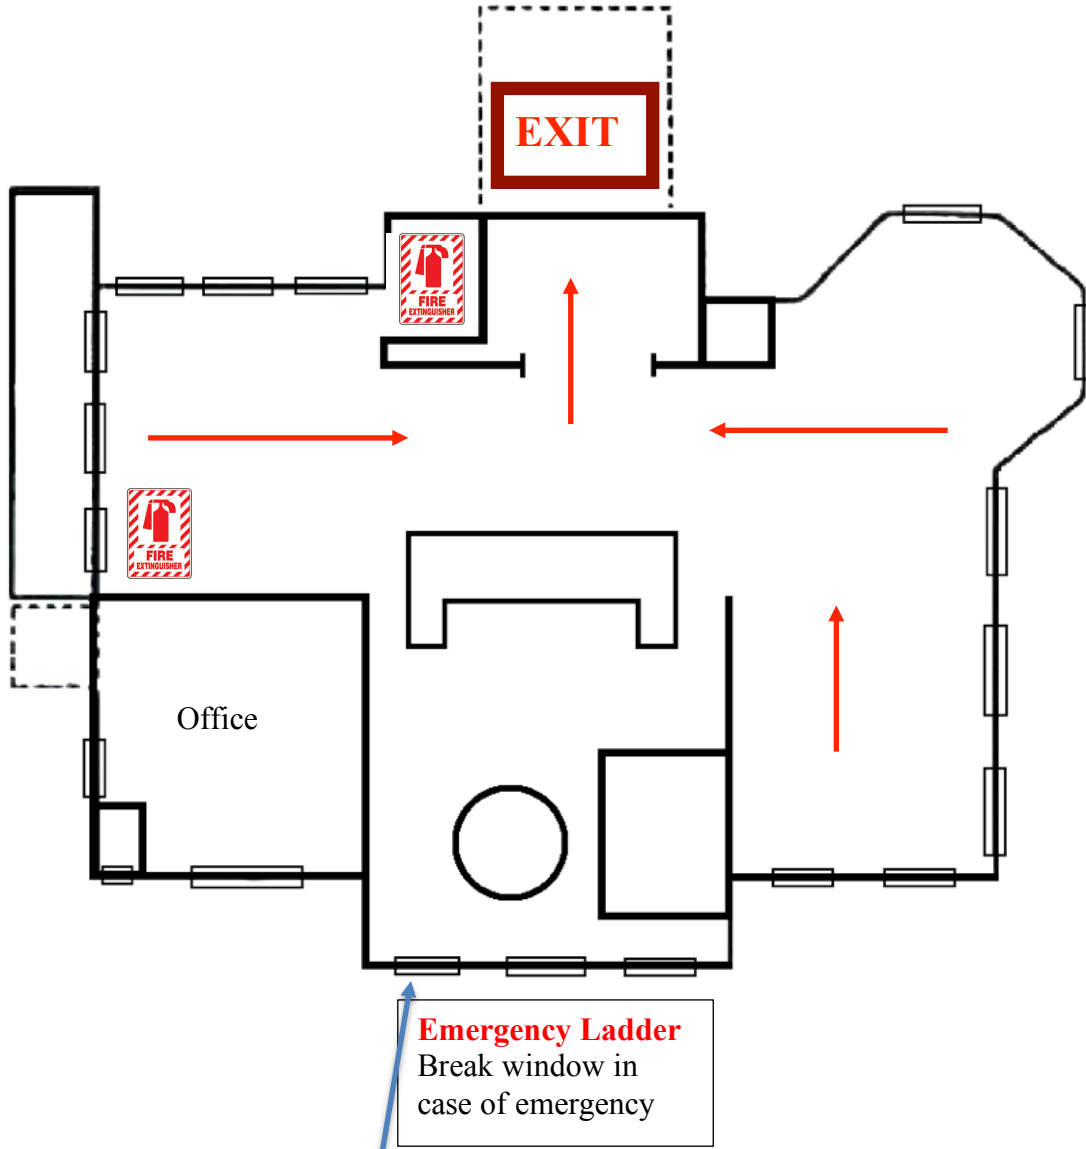 EXIT
FIRE
EXTINGUISHER
FIRE
EXTINGUISHER
Office
Emergency Ladder
Break window in
case of emergency